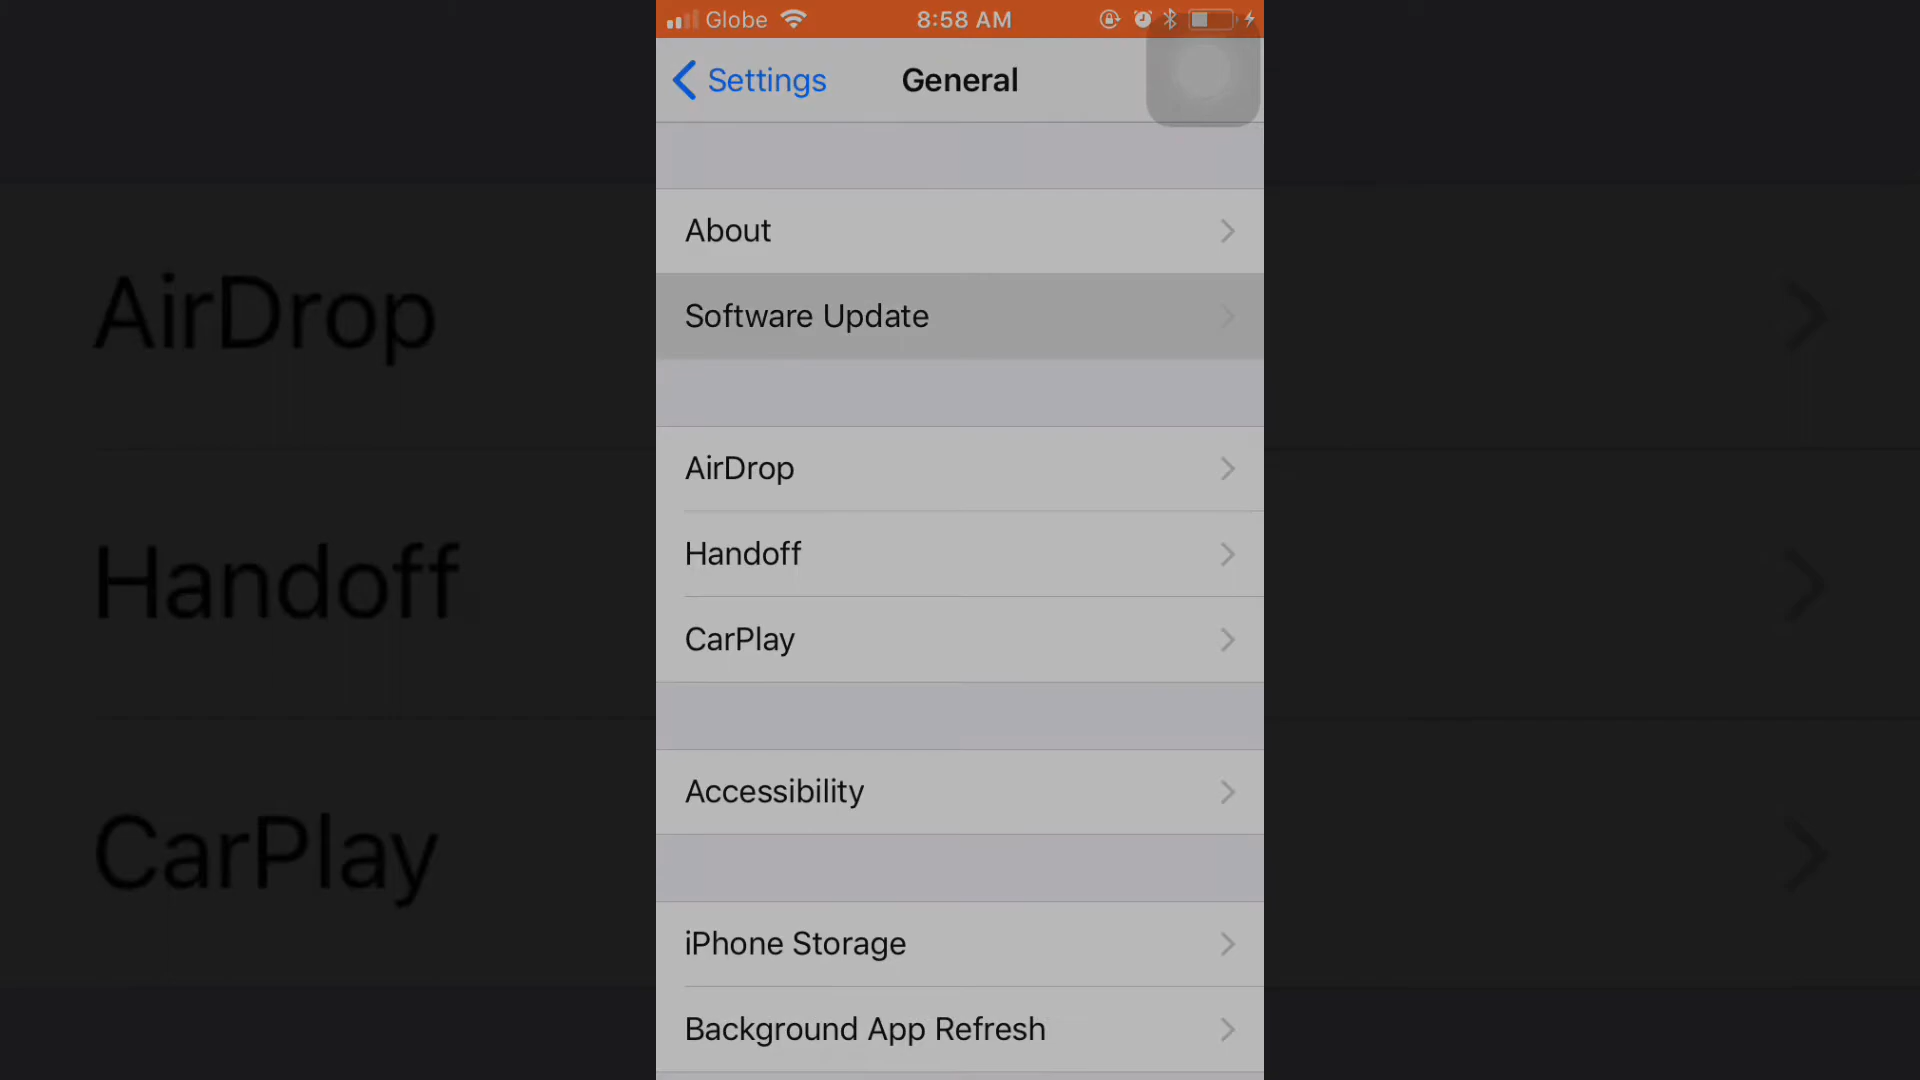 Globe
8:58 AM
Settings
General
About
Software Update
AirDrop
Handoff
CarPlay
Accessibility
iPhone Storage
Background App Refresh
AirDrop
Handoff
CarPlay